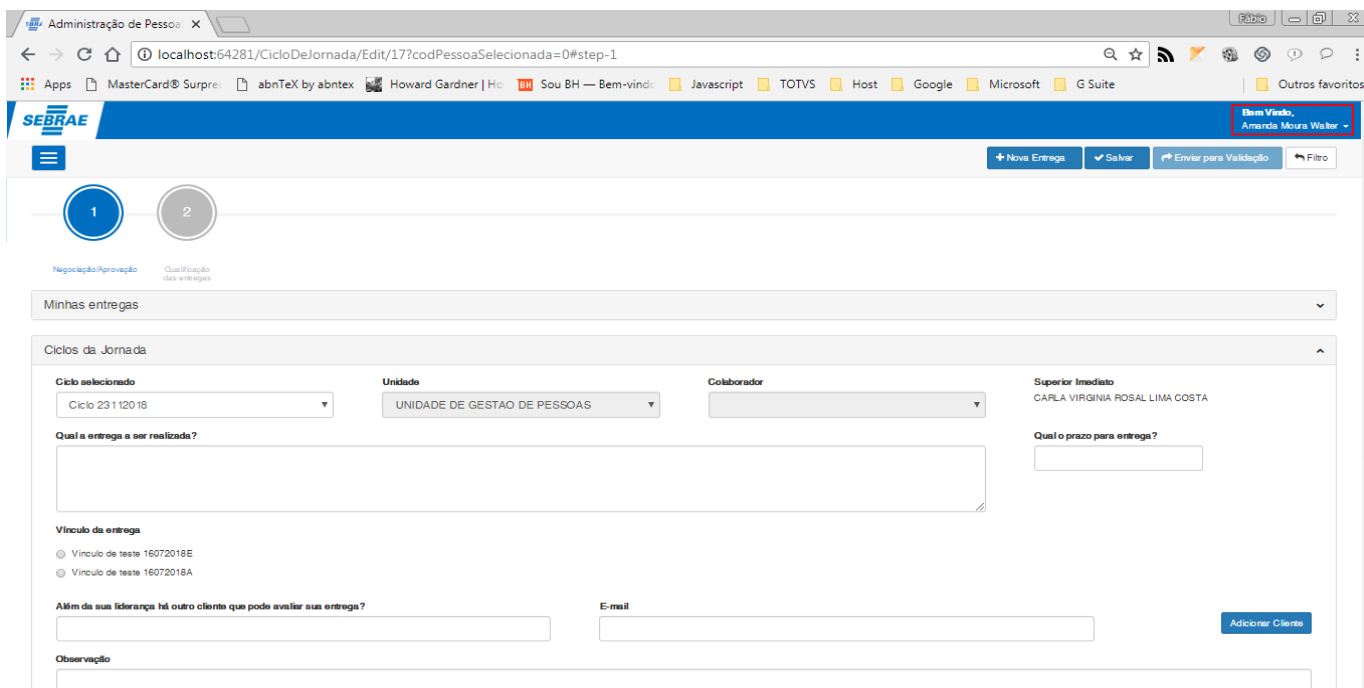 Administração de Pessoal
Fábio
localhost:64281/CicloDeJornada/Edit/17?codPessoaSelecionada=0#step-1
Apps MasterCard® Surpre abnTeX by abntex Howard Gardner | Ho Sou BH — Bem-vindo Javascript TOTVS Host Google Microsoft G Suite Outros favoritos
SEBRAE
Bem Vindo,
Amanda Moura Walter
Nova Entrega Salvar Enviar para Validação Filtro
1 2
Negociação/Aprovação Qualificação
das entregas
Minhas entregas
Ciclos da Jornada
Ciclo selecionado Unidade Colaborador Superior Imediato
Ciclo 23112018 UNIDADE DE GESTAO DE PESSOAS CARLA VIRGINIA ROSAL LIMA COSTA
Qual a entrega a ser realizada? Qual o prazo para entrega?
Vínculo da entrega
Vinculo de teste 16072018E
Vinculo de teste 16072018A
Além da sua liderança há outro cliente que pode avaliar sua entrega? E-mail
Adicionar Cliente
Observação